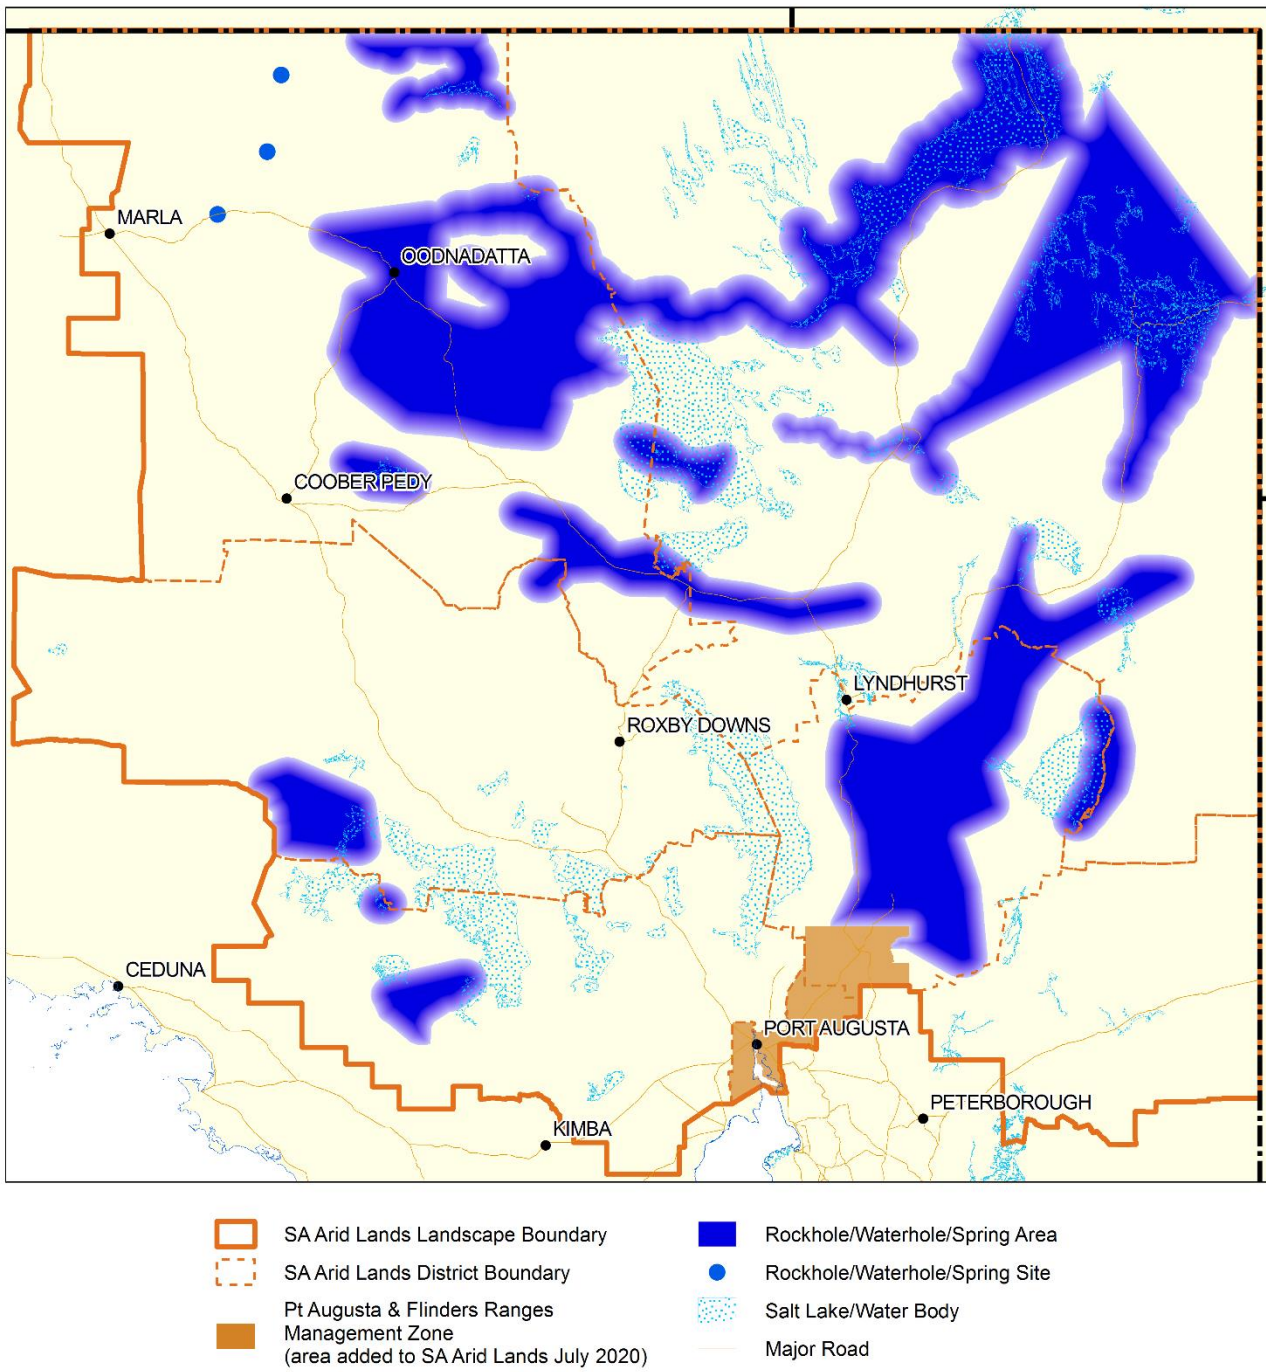 MARLA
OODNADATTA
COOBER PEDY
LYNDHURST
ROXBY DOWNS
CEDUNA
PORT AUGUSTA
PETERBOROUGH
KIMBA
SA Arid Lands Landscape Boundary
SA Arid Lands District Boundary
Pt Augusta & Flinders Ranges
Management Zone
(area added to SA Arid Lands July 2020)
Rockhole/Waterhole/Spring Area
Rockhole/Waterhole/Spring Site
Salt Lake/Water Body
Major Road